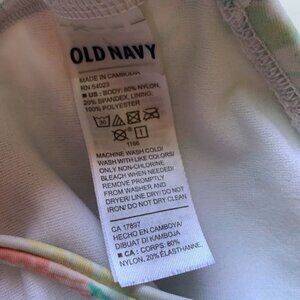 OLD NAVY
MADE IN CAMBODIA
RN 54023
■ US : BODY: 80% NYLON,
20% SPANDEX, LINING:
100% POLYESTER
30
1
1166
MACHINE WASH COLD/
WASH WITH LIKE COLORS/
ONLY NON-CHLORINE
BLEACH WHEN NEEDED/
REMOVE PROMPTLY
FROM WASHER AND
DRYER/ LINE DRY/ DO NOT
IRON/ DO NOT DRY CLEAN
CA 17897
HECHO EN CAMBOYA/
DIBUAT DI KAMBOJA
■ CA : CORPS: 80%
NYLON, 20% ÉLASTHANNE,